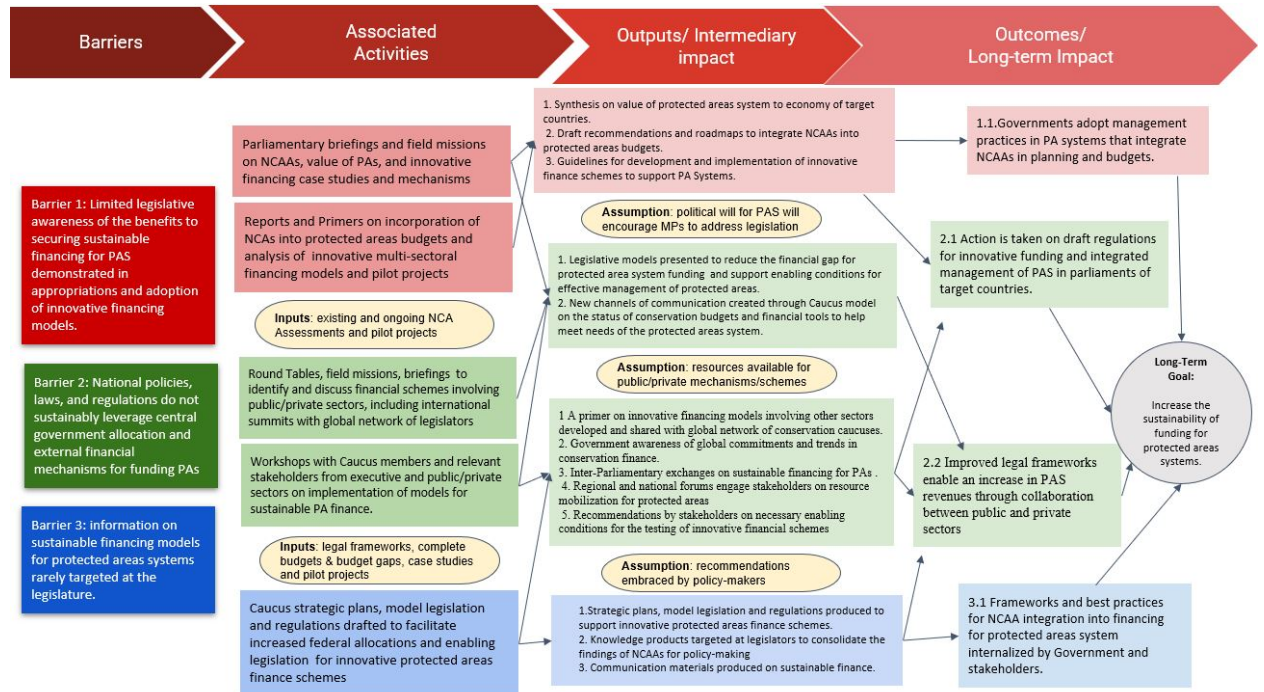 Barriers
Associated
Activities
Outputs/ Intermediary
impact
Outcomes/
Long-term Impact
Barrier 1: Limited legislative
awareness of the benefits to
securing sustainable
financing for PAS
demonstrated in
appropriations and adoption
of innovative financing
models.
Barrier 2: National policies,
laws, and regulations do not
sustainably leverage central
government allocation and
external financial
mechanisms for funding PAs
Barrier 3: information on
sustainable financing models
for protected areas systems
rarely targeted at the
legislature.
Parliamentary briefings and field missions
on NCAAs, value of PAs, and innovative
financing case studies and mechanisms
Reports and Primers on incorporation of
NCAs into protected areas budgets and
analysis of innovative multi-sectoral
financing models and pilot projects
Inputs: existing and ongoing NCA
Assessments and pilot projects
Round Tables, field missions, briefings to
identify and discuss financial schemes involving
public/private sectors, including international
summits with global network of legislators
Workshops with Caucus members and relevant
stakeholders from executive and public/private
sectors on implementation of models for
sustainable PA finance.
Inputs: legal frameworks, complete
budgets & budget gaps, case studies
and pilot projects
Caucus strategic plans, model legislation
and regulations drafted to facilitate
increased federal allocations and enabling
legislation for innovative protected areas
finance schemes
1. Synthesis on value of protected areas system to economy of target
countries.
2. Draft recommendations and roadmaps to integrate NCAAs into
protected areas budgets.
3. Guidelines for development and implementation of innovative
finance schemes to support PA Systems.
Assumption: political will for PAS will
encourage MPs to address legislation
1. Legislative models presented to reduce the financial gap for
protected area system funding and support enabling conditions for
effective management of protected areas.
2. New channels of communication created through Caucus model
on the status of conservation budgets and financial tools to help
meet needs of the protected areas system.
Assumption: resources available for
public/private mechanisms/schemes
1 A primer on innovative financing models involving other sectors
developed and shared with global network of conservation caucuses.
2. Government awareness of global commitments and trends in
conservation finance.
3. Inter-Parliamentary exchanges on sustainable financing for PAs .
4. Regional and national forums engage stakeholders on resource
mobilization for protected areas
5. Recommendations by stakeholders on necessary enabling
conditions for the testing of innovative financial schemes
Assumption: recommendations
embraced by policy-makers
1.Strategic plans, model legislation and regulations produced to
support innovative protected areas finance schemes.
2. Knowledge products targeted at legislators to consolidate the
findings of NCAAs for policy-making
3. Communication materials produced on sustainable finance.
1.1.Governments adopt management
practices in PA systems that integrate
NCAAs in planning and budgets.
2.1 Action is taken on draft regulations
for innovative funding and integrated
management of PAS in parliaments of
target countries.
2.2 Improved legal frameworks
enable an increase in PAS
revenues through collaboration
between public and private
sectors
3.1 Frameworks and best practices
for NCAA integration into financing
for protected areas system
internalized by Government and
stakeholders.
Long-Term
Goal:
Increase the
sustainability of
funding for
protected areas
systems.